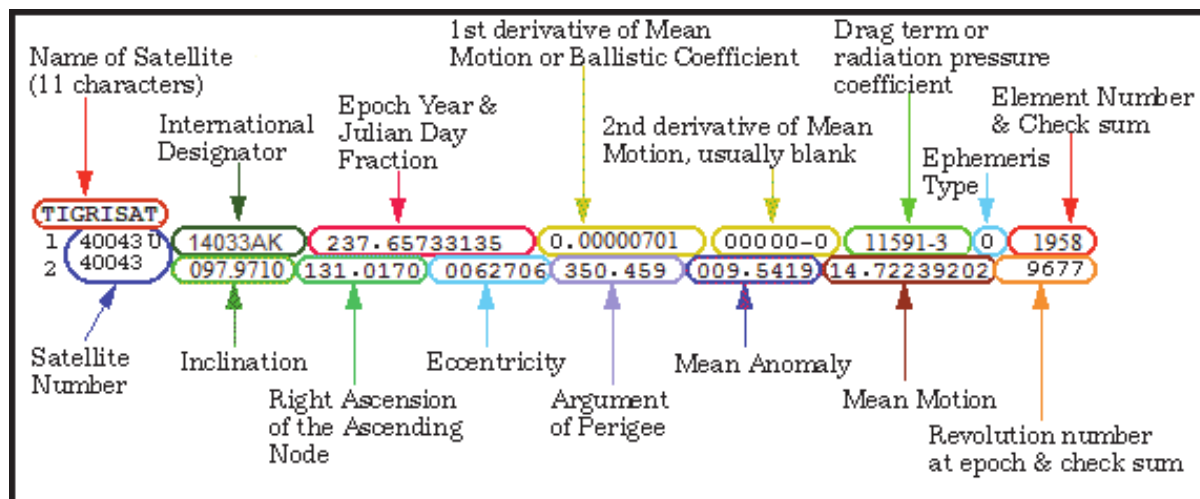 Name of Satellite
(11 characters)
International
Designator
Epoch Year &
Julian Day
Fraction
1st derivative of Mean
Motion or Ballistic Coefficient
2nd derivative of Mean
Motion, usually blank
Drag term or
radiation pressure
coefficient
Ephemeris
Type
Element Number
& Check sum
TIGRISAT
1 40043 U 14033AK 237.65733135 0.00000701 00000-0 11591-3 0 1958
2 40043 097.9710 131.0170 0062706 350.459 009.5419 14.72239202 9677
Satellite
Number
Inclination
Right Ascension
of the Ascending
Node
Eccentricity
Argument
of Perigee
Mean Anomaly
Mean Motion
Revolution number
at epoch & check sum